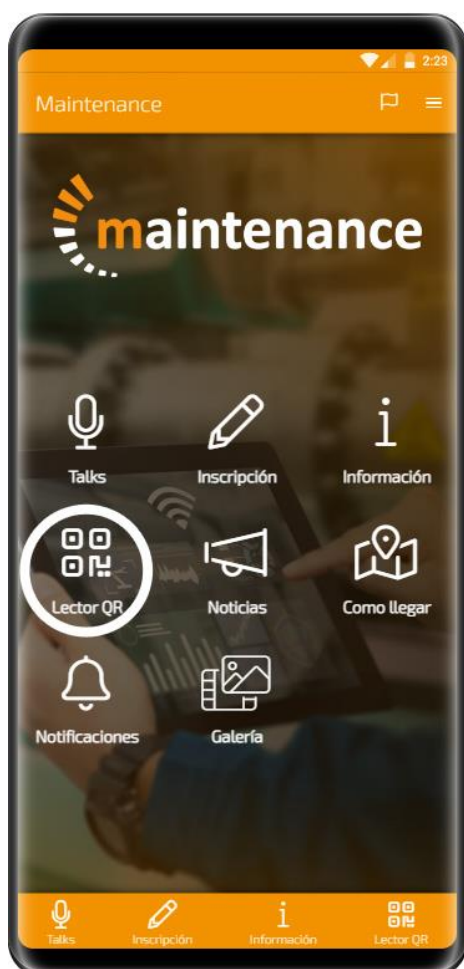 2:23
Maintenance
maintenance
Talks
Inscripción
Información
Lector QR
Noticias
Como llegar
Notificaciones
Galería
Talks
Inscripción
Información
Lector QR